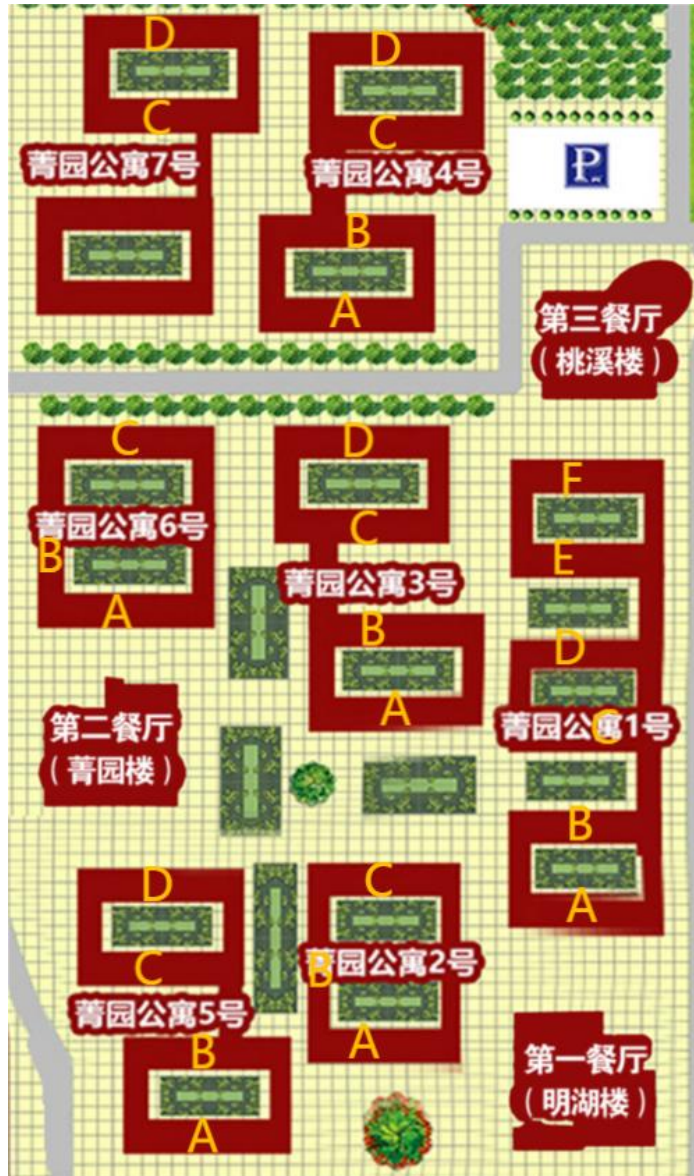 D
D
C
C
菁园公寓7号
菁园公寓4号
P
B
A
第三餐厅
(桃溪楼)
C
D
F
菁园公寓6号
C
B
E
菁园公寓3号
A
B
D
A
第二餐厅
(菁园楼)
菁园公寓1号
C
B
D
C
A
C
菁园公寓2号
B
菁园公寓5号
B
A
第一餐厅
(明湖楼)
A